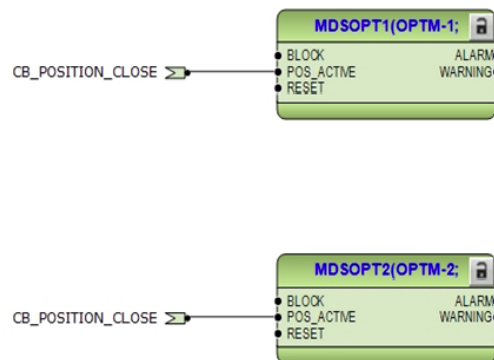 MDSOPT1(OPTM-1;
BLOCK ALARM
CB_POSITION_CLOSE POS_ACTIVE WARNING
RESET
MDSOPT2(OPTM-2;
BLOCK ALARM
CB_POSITION_CLOSE POS_ACTIVE WARNING
RESET